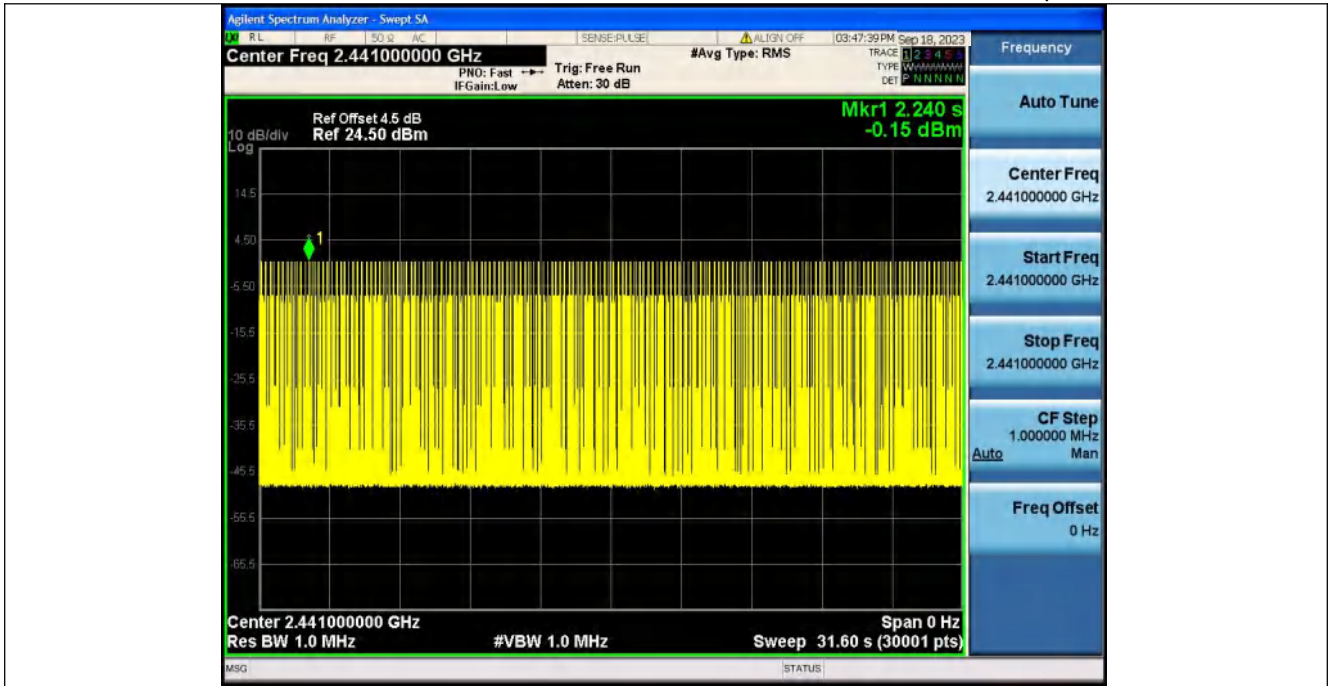 Agilent Spectrum Analyzer - Swept SA
RL RF 50 Ω AC SENSE:PULSE ALIGN OFF 03:47:39 PM Sep 18, 2023
Center Freq 2.441000000 GHz
PNO: Fast
IFGain:Low
Trig: Free Run
Atten: 30 dB
#Avg Type: RMS
TRACE 1 2 3 4 5 6
TYPE
DET P N N N N N
Frequency
Auto Tune
Mkr1 2.240 s
-0.15 dBm
Ref Offset 4.5 dB
10 dB/div Ref 24.50 dBm
Log
14.5
4.50
-5.50
-15.5
-25.5
-35.5
-45.5
-55.5
-65.5
1
Center Freq
2.441000000 GHz
Start Freq
2.441000000 GHz
Stop Freq
2.441000000 GHz
CF Step
1.000000 MHz
Auto Man
Freq Offset
0 Hz
Center 2.441000000 GHz Span 0 Hz
Res BW 1.0 MHz #VBW 1.0 MHz Sweep 31.60 s (30001 pts)
MSG STATUS